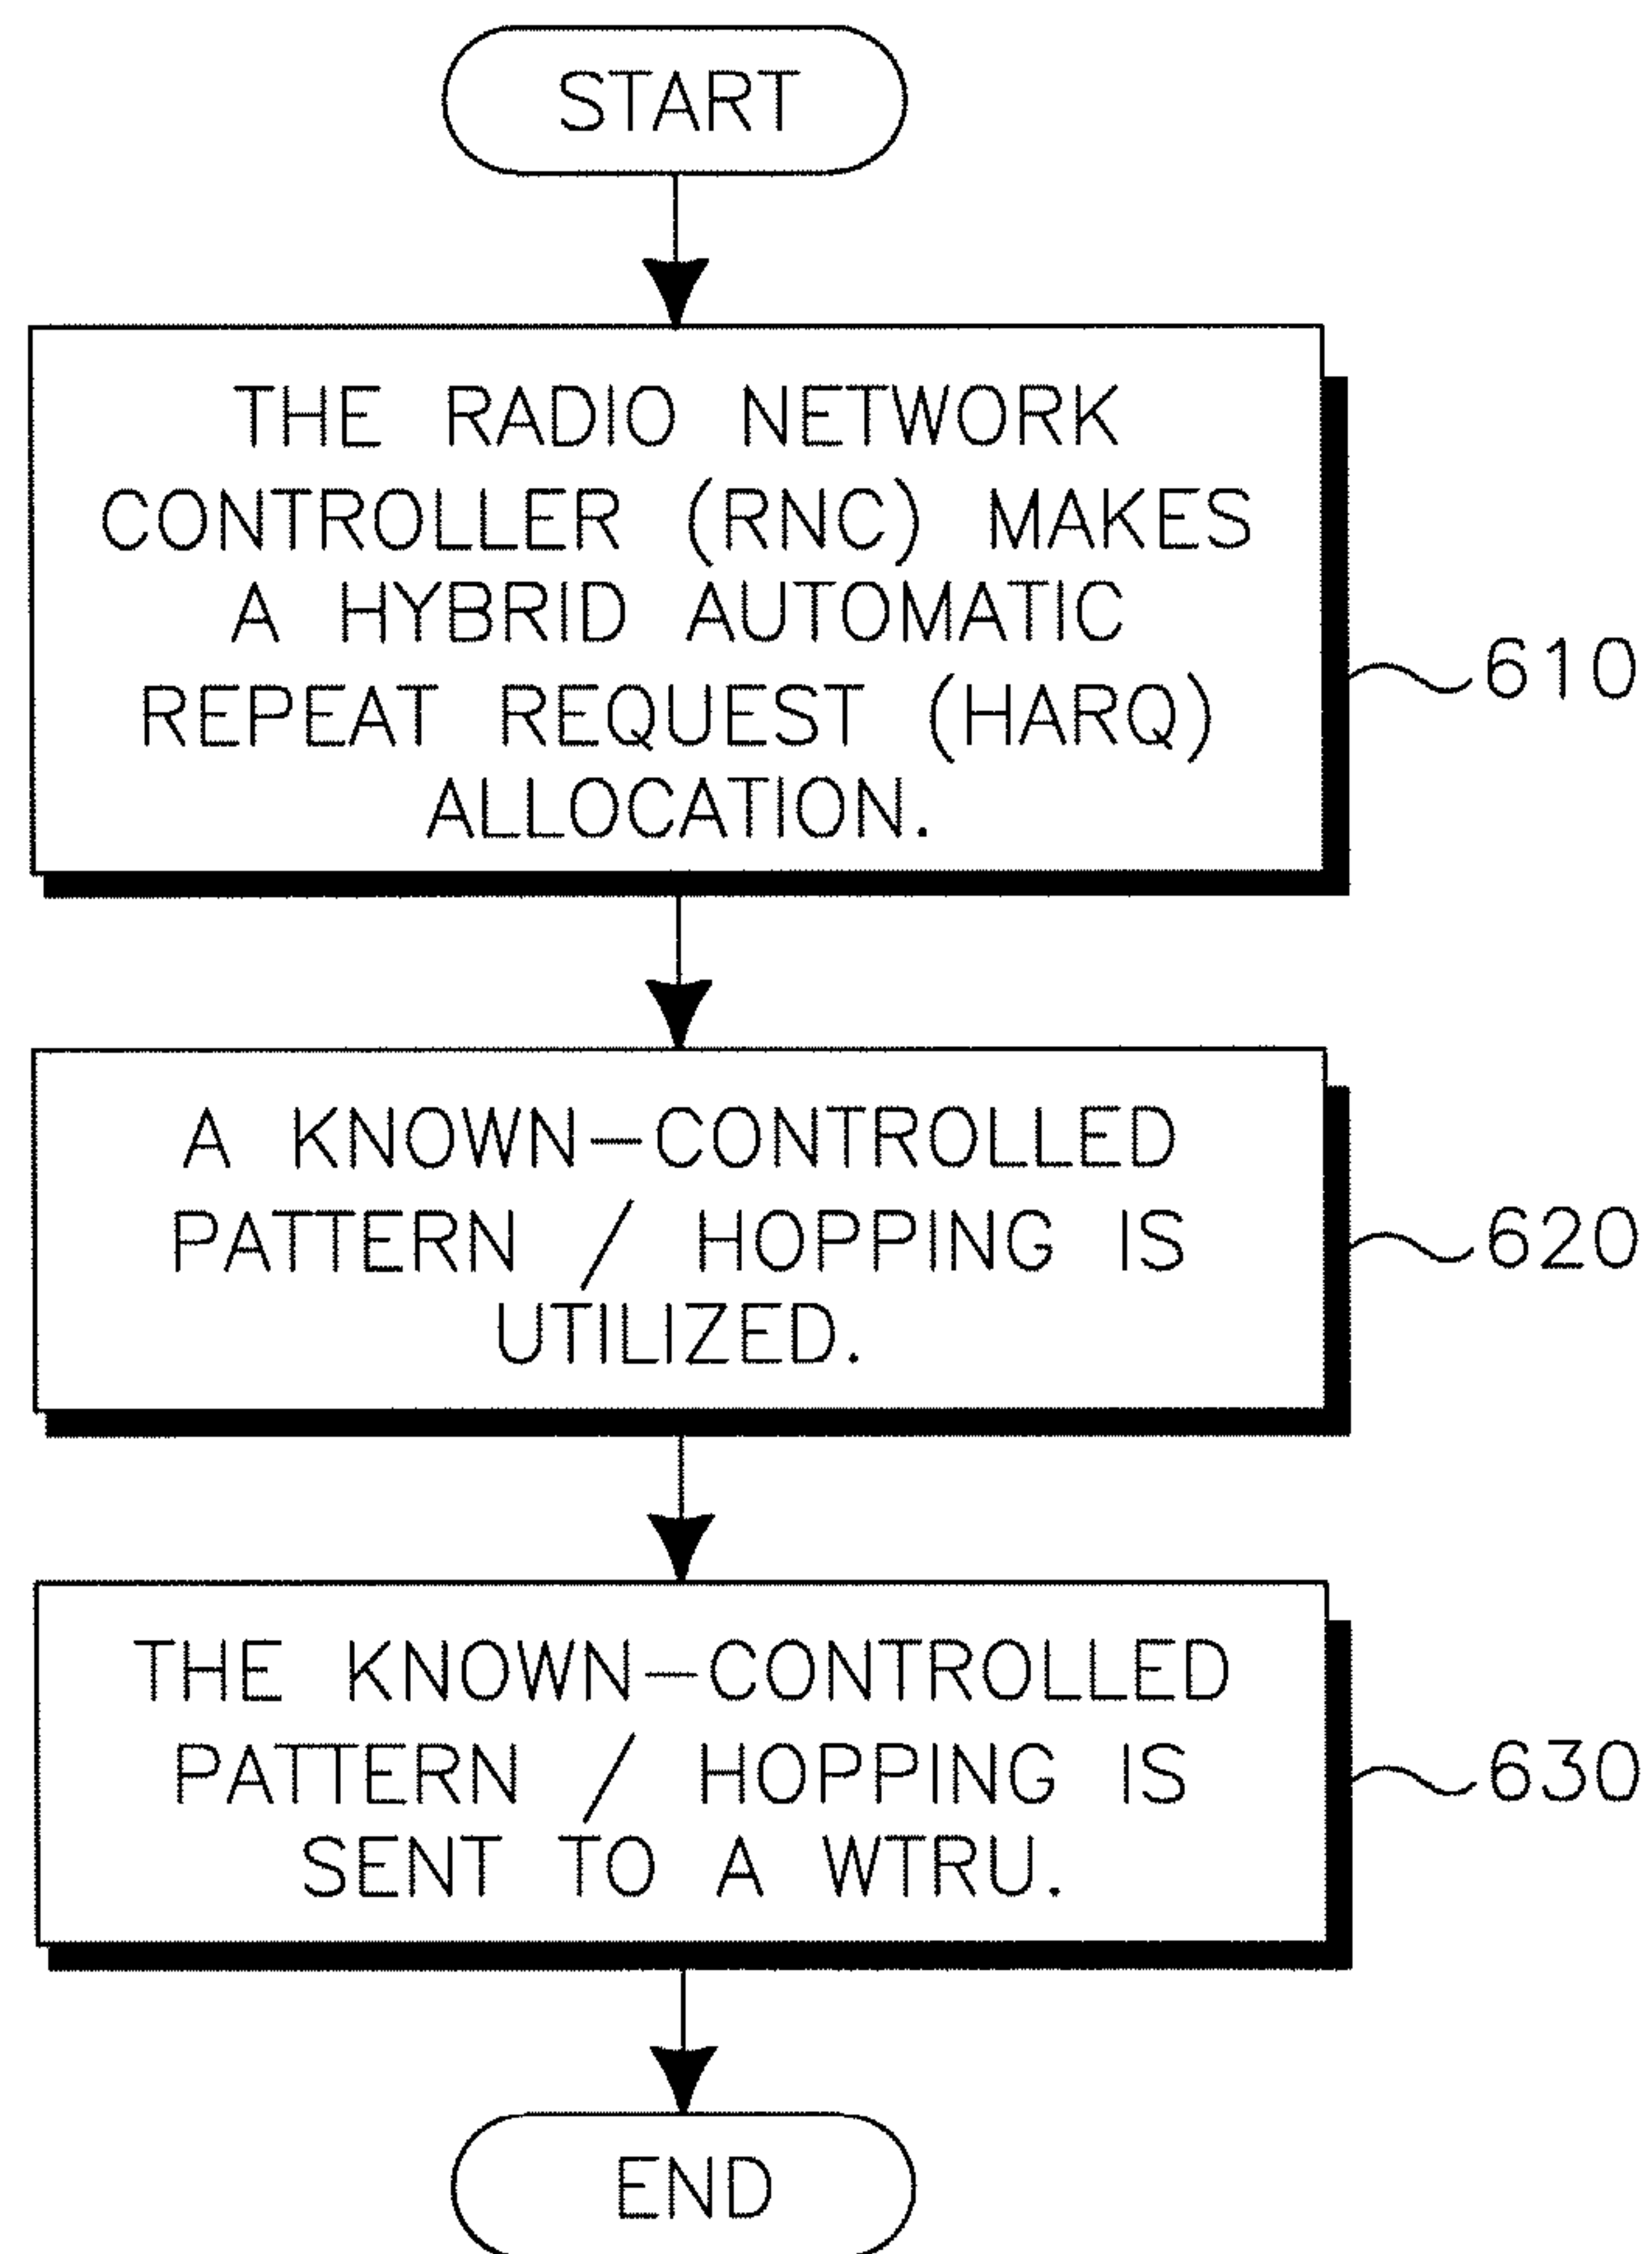 START
THE RADIO NETWORK
CONTROLLER (RNC) MAKES
A HYBRID AUTOMATIC
REPEAT REQUEST (HARQ)
ALLOCATION.
610
A KNOWN-CONTROLLED
PATTERN / HOPPING IS
UTILIZED.
620
THE KNOWN-CONTROLLED
PATTERN / HOPPING IS
SENT TO A WTRU.
630
END